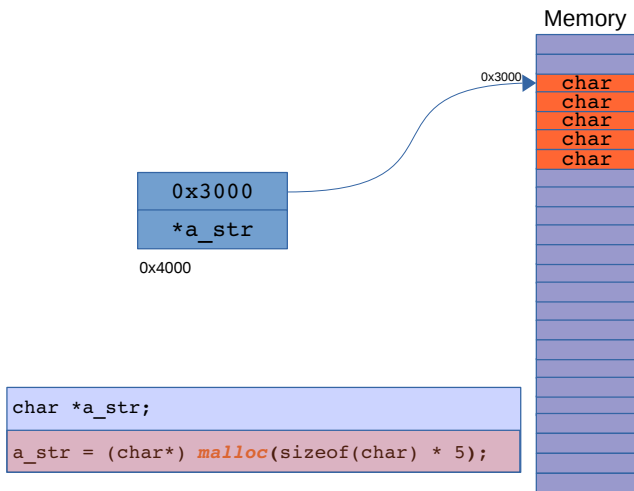 Memory
0x3000
char
char
char
char
char
0x3000
*a_str
0x4000
char *a_str;
a_str = (char*) malloc(sizeof(char) * 5);